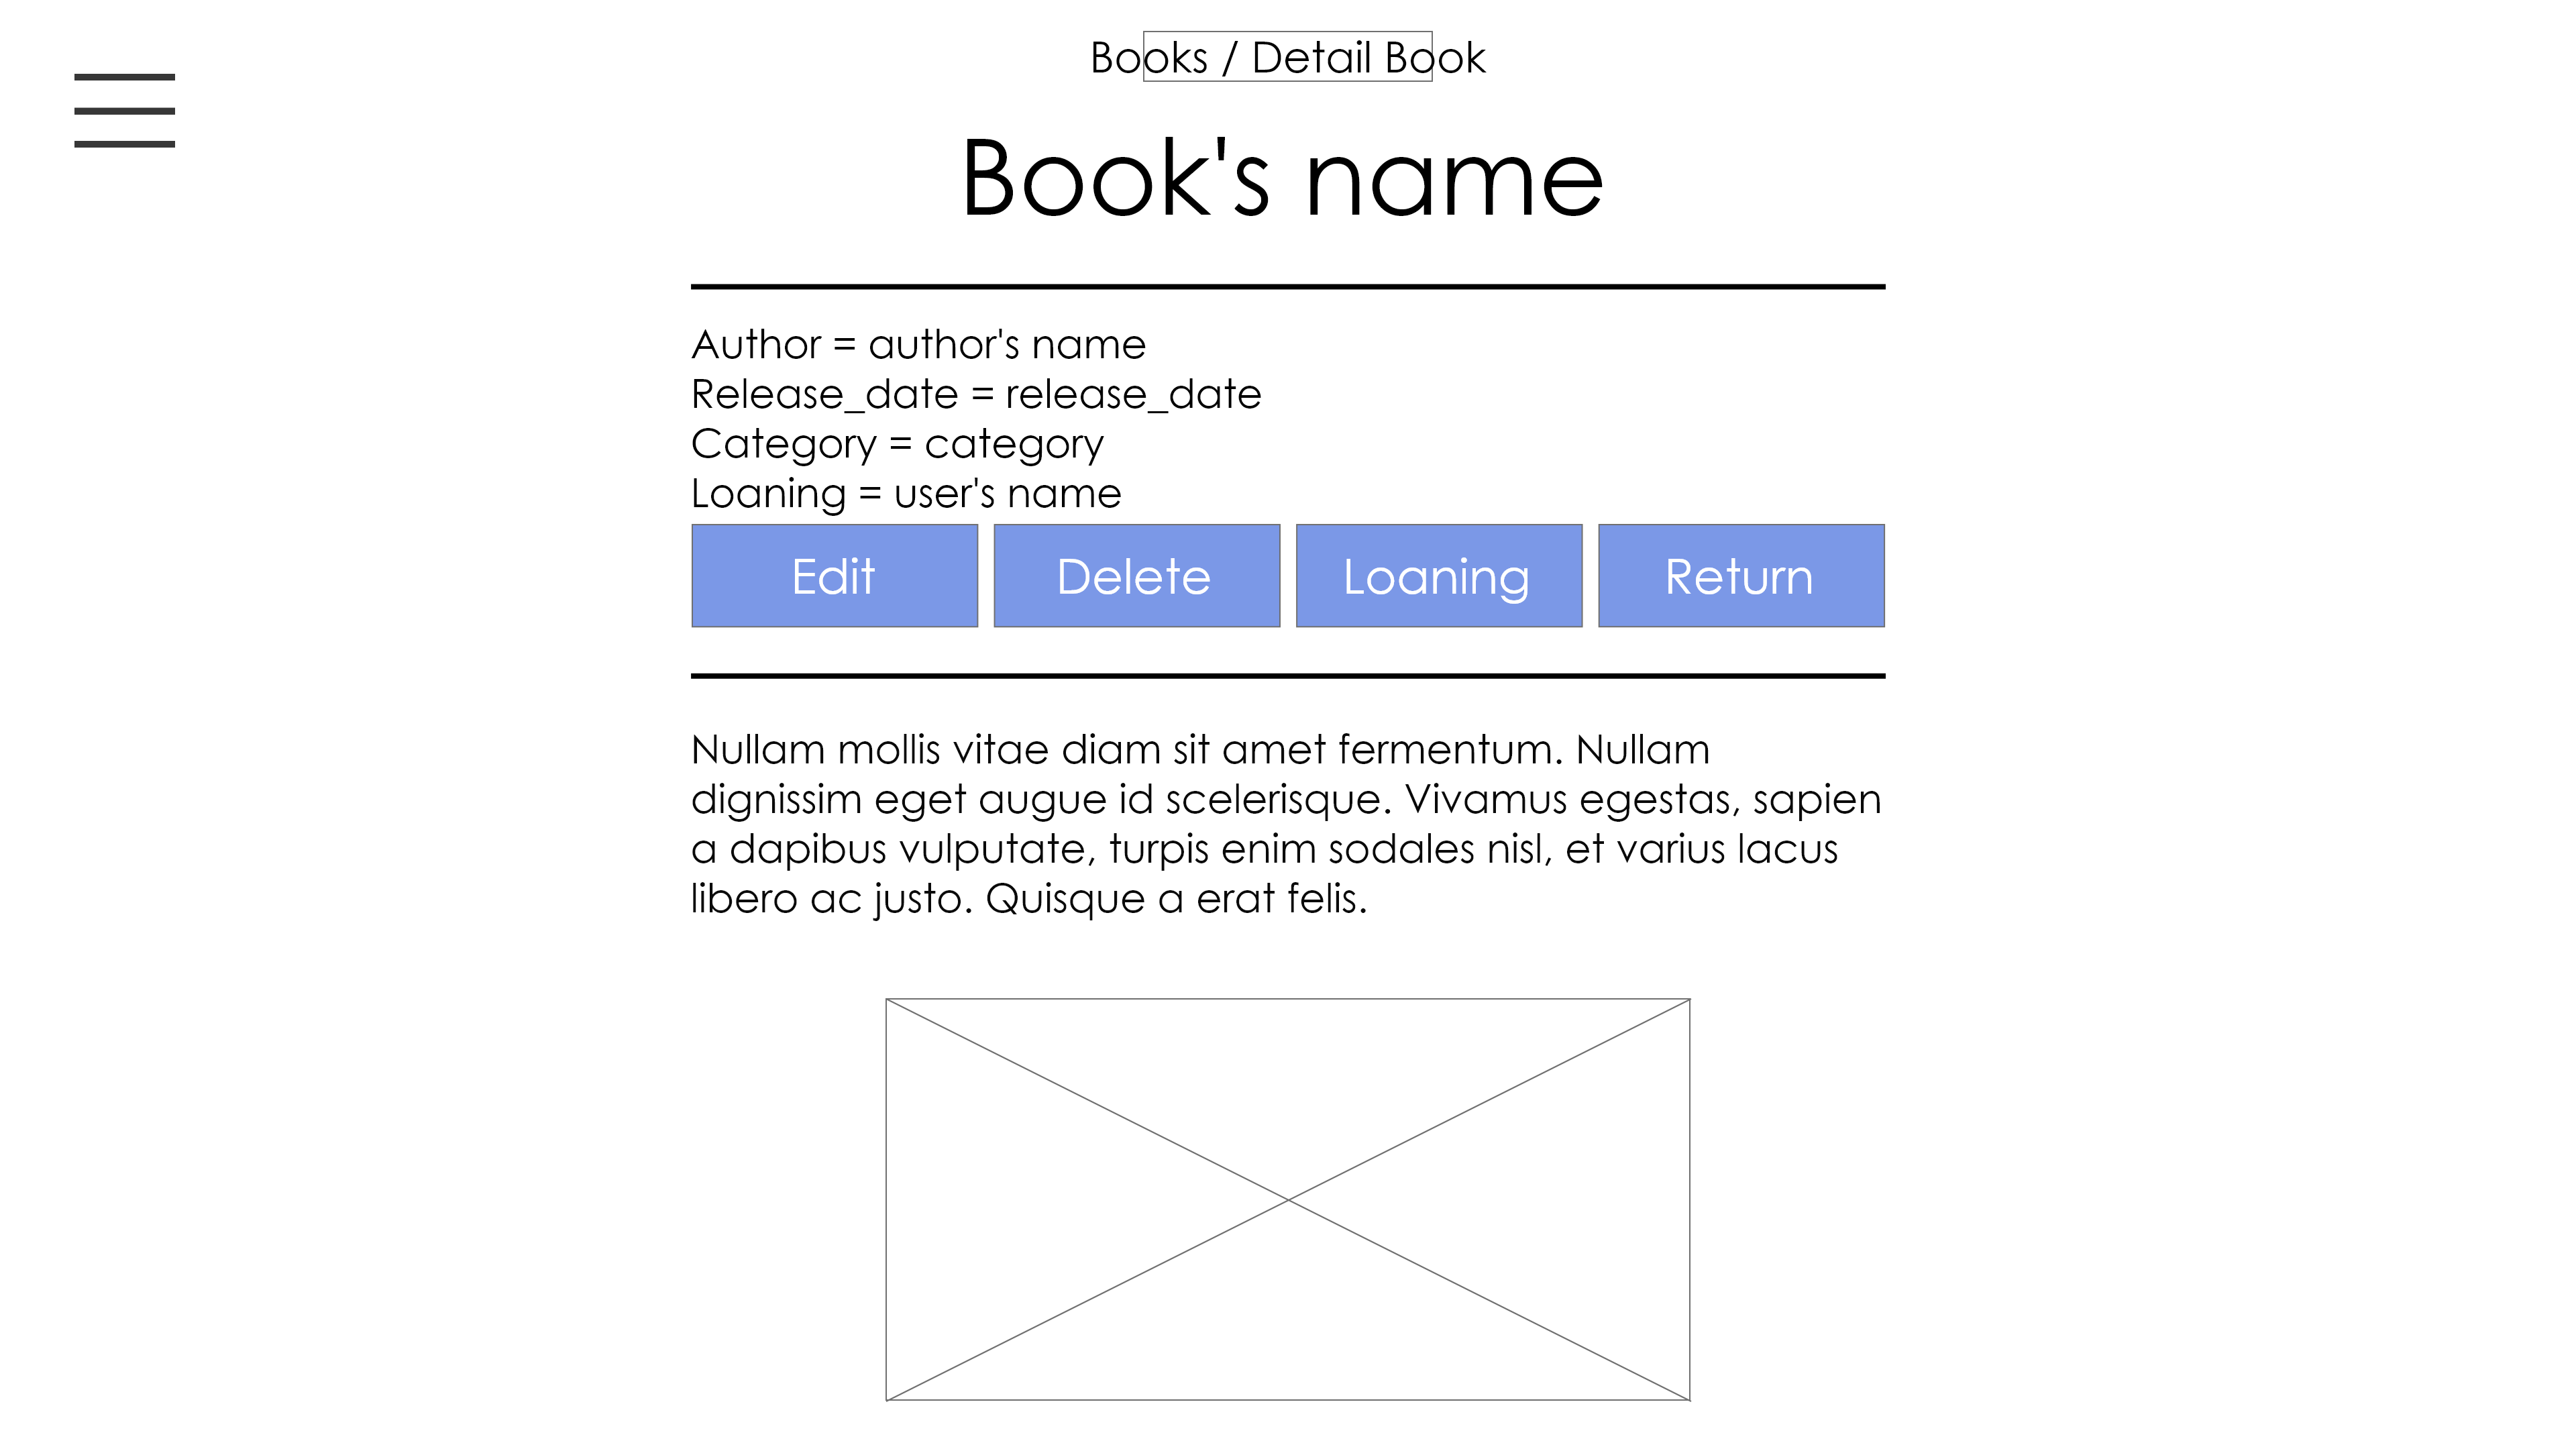 Books / Detail Book
Book's name
Author = author's name
Release_date = release_date
Category = category
Loaning = user's name
Edit Delete Loaning Return
Nullam mollis vitae diam sit amet fermentum. Nullam
dignissim eget augue id scelerisque. Vivamus egestas, sapien
a dapibus vulputate, turpis enim sodales nisl, et varius lacus
libero ac justo. Quisque a erat felis.